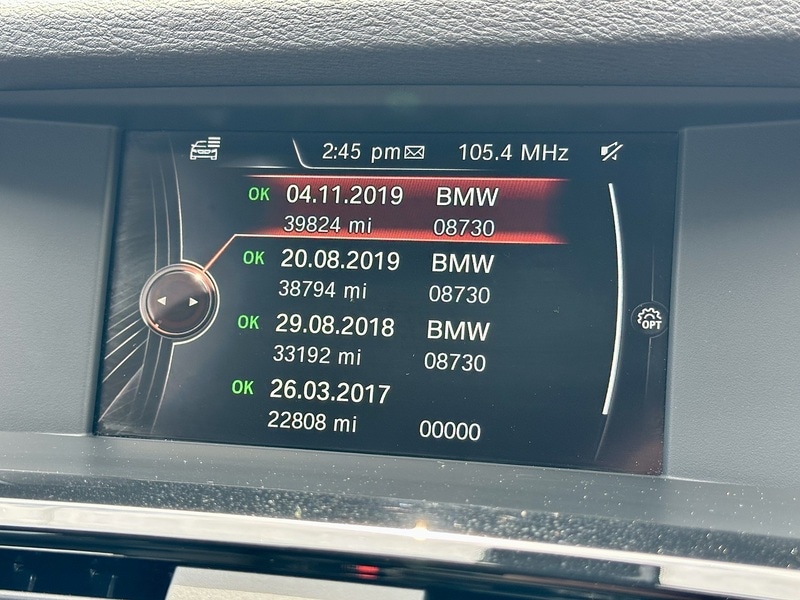 2:45 pm 105.4 MHz
OK 04.11.2019 BMW
39824 mi 08730
OK 20.08.2019 BMW
38794 mi 08730
OK 29.08.2018 BMW
33192 mi 08730
OK 26.03.2017
22808 mi 00000
OPT